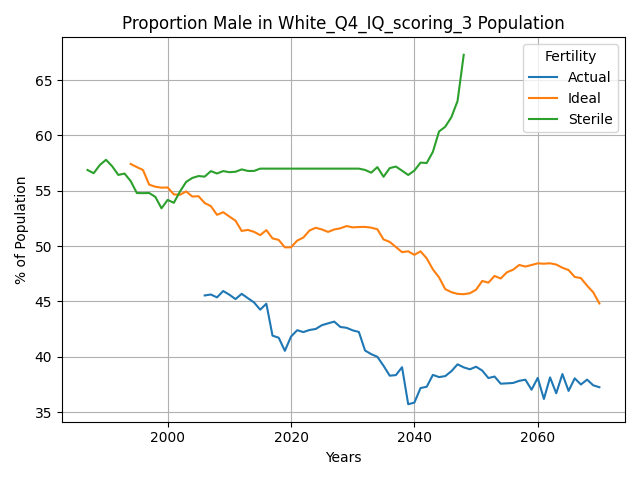 Proportion Male in White_Q4_IQ_scoring_3 Population
% of Population
65
60
55
50
45
40
35
2000
2020
2040
2060
Years
Fertility
Actual
Ideal
Sterile